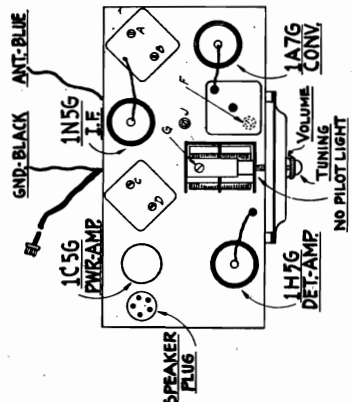 ANT-BLUE
GND-BLACK
1N5G
I.F.
1A7G
CONV.
1C5G
PWR-AMP.
1H5G
DET-AMP.
SPEAKER
PLUG
VOLUME
TUNING
NO PILOT LIGHT
A
B
C
D
F
G
J